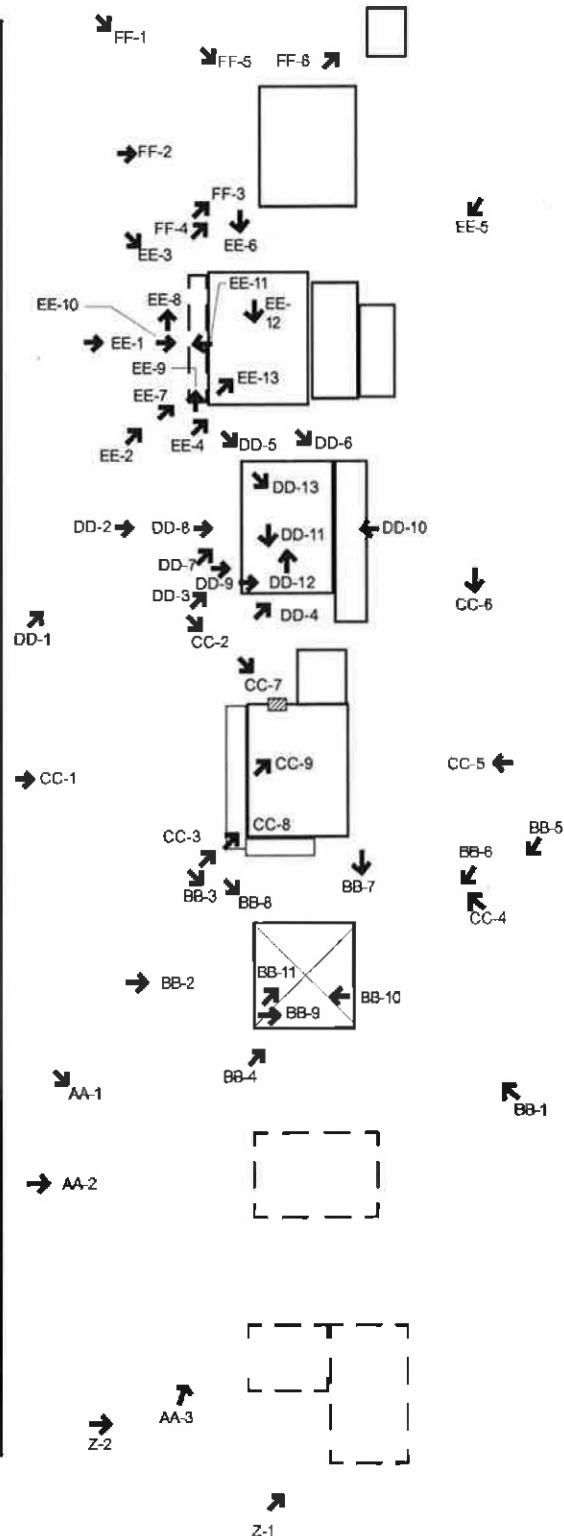 FF-1
FF-5
FF-6
FF-2
FF-3
FF-4
EE-6
EE-3
EE-5
EE-11
EE-10
EE-8
EE-
12
EE-1
EE-9
EE-13
EE-7
EE-4
EE-2
DD-5
DD-6
DD-13
DD-2
DD-8
DD-11
DD-10
DD-7
DD-9
DD-12
DD-3
DD-4
CC-6
DD-1
CC-2
CC-7
CC-9
CC-5
CC-1
CC-8
CC-3
BB-5
BB-6
BB-7
BB-3
BB-8
CC-4
BB-11
BB-2
BB-10
BB-9
BB-4
AA-1
BB-1
AA-2
AA-3
Z-2
Z-1